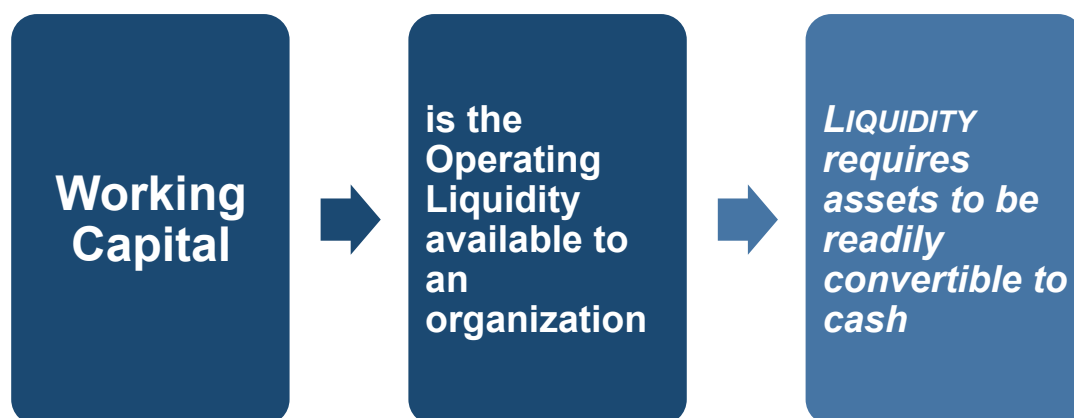 Working
Capital
is the
Operating
Liquidity
available to
an
organization
LIQUIDITY
requires
assets to be
readily
convertible to
cash